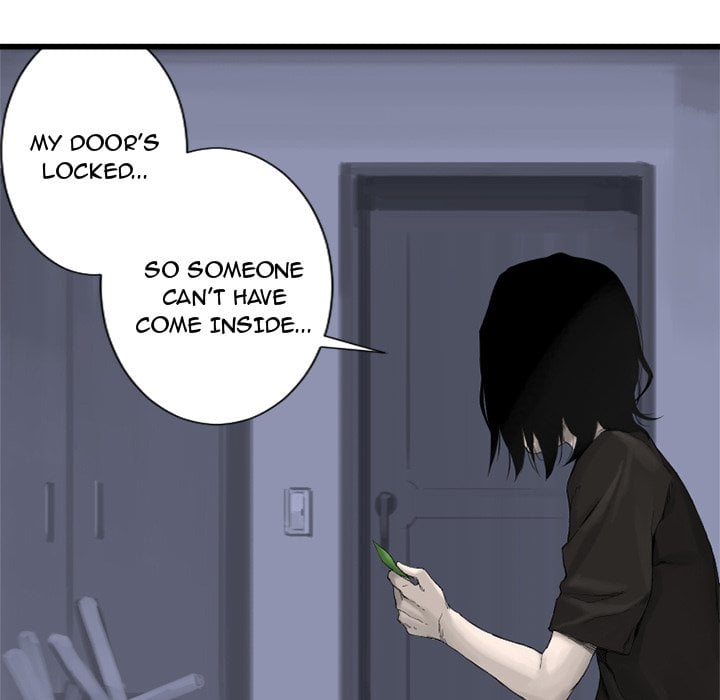 MY DOOR'S
LOCKED...
SO SOMEONE
CAN'T HAVE
COME INSIDE...